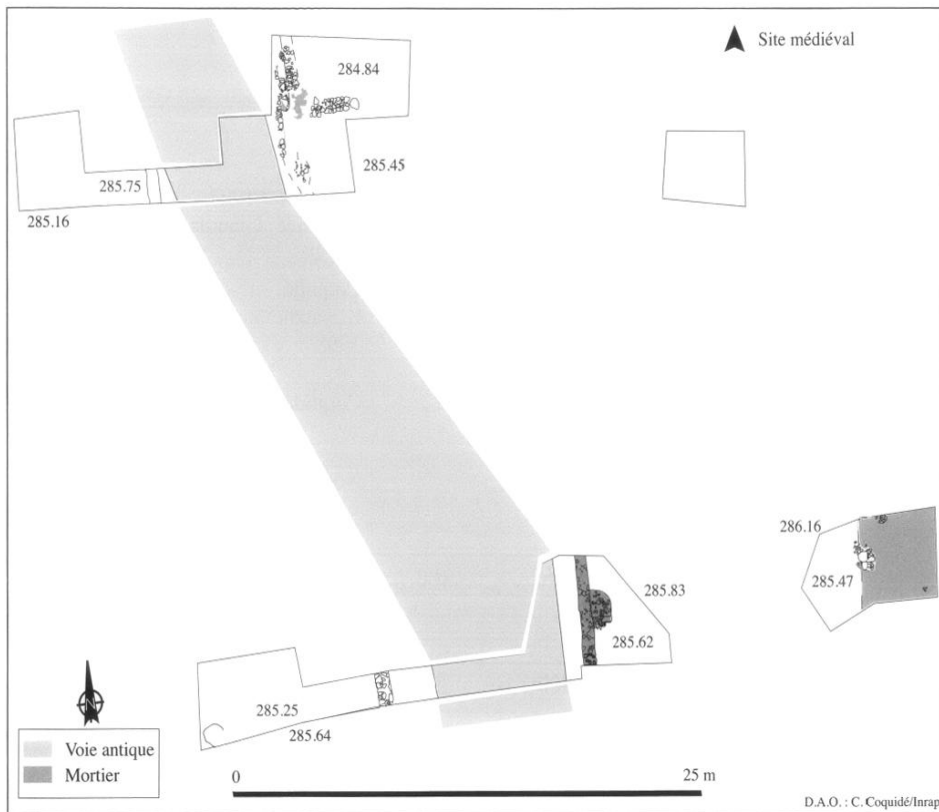 Site médiéval
284.84
285.45
285.75
285.16
286.16
285.47
285.83
285.62
285.25
285.64
N
Voie antique
Mortier
0 25 m
D.A.O. : C. Coquidé/Inrap